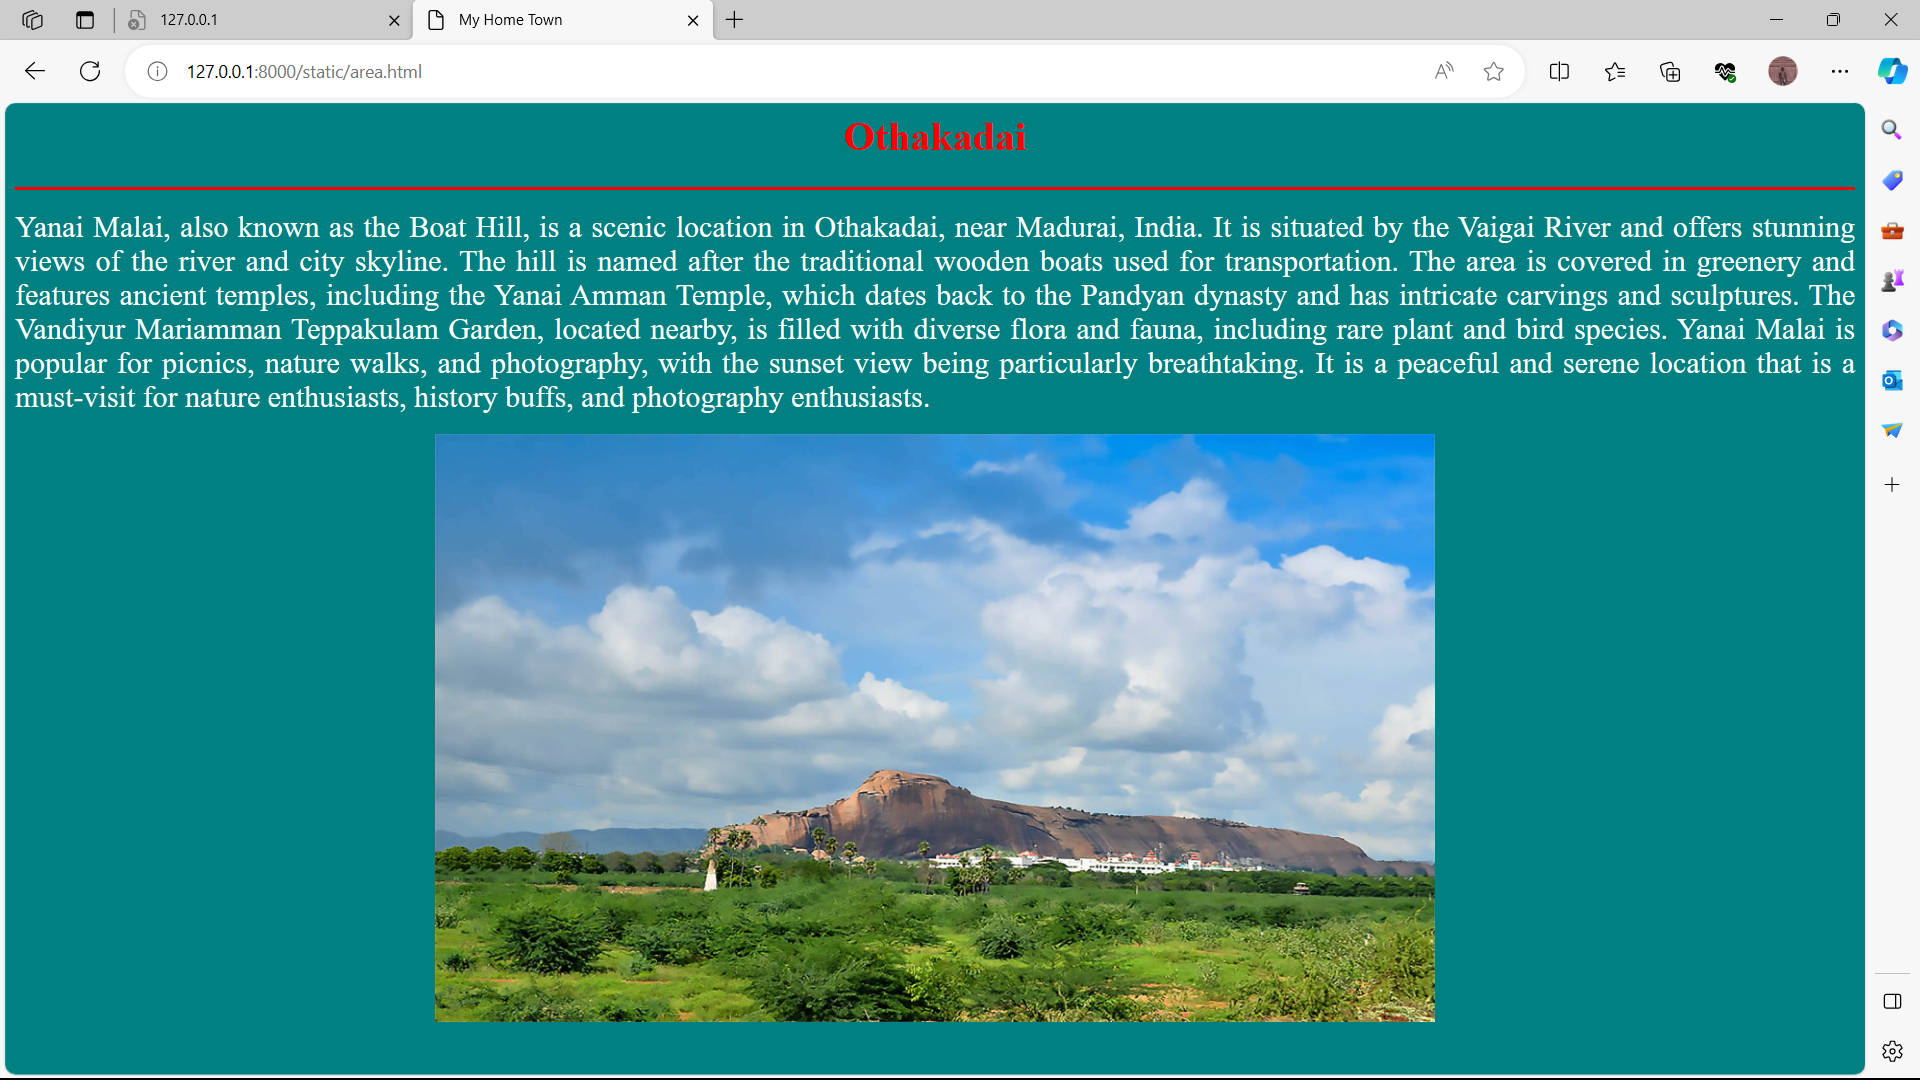 127.0.0.1
My Home Town
127.0.0.1:8000/static/area.html
Othakadai
Yanai Malai, also known as the Boat Hill, is a scenic location in Othakadai, near Madurai, India. It is situated by the Vaigai River and offers stunning
views of the river and city skyline. The hill is named after the traditional wooden boats used for transportation. The area is covered in greenery and
features ancient temples, including the Yanai Amman Temple, which dates back to the Pandyan dynasty and has intricate carvings and sculptures. The
Vandiyur Mariamman Teppakulam Garden, located nearby, is filled with diverse flora and fauna, including rare plant and bird species. Yanai Malai is
popular for picnics, nature walks, and photography, with the sunset view being particularly breathtaking. It is a peaceful and serene location that is a
must-visit for nature enthusiasts, history buffs, and photography enthusiasts.